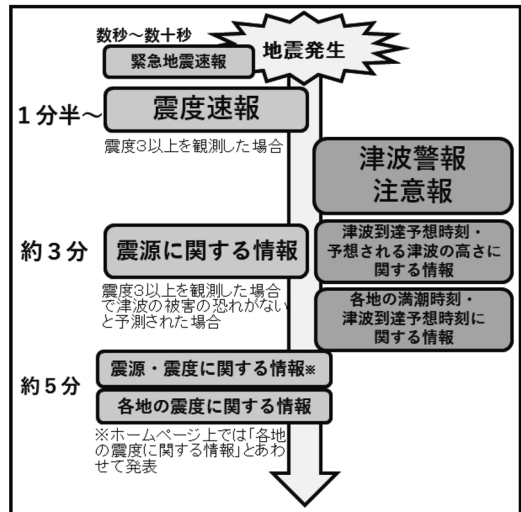 数秒～数十秒
地震発生
緊急地震速報
1分半～
震度速報
震度3以上を観測した場合
津波警報
注意報
約3分
震源に関する情報
震度3以上を観測した場合
で津波の被害の恐れがない
と予測された場合
津波到達予想時刻・
予想される津波の高さに
関する情報
各地の満潮時刻・
津波到達予想時刻に
関する情報
約5分
震源・震度に関する情報※
各地の震度に関する情報
※ホームページ上では「各地
の震度に関する情報」とあわ
せて発表